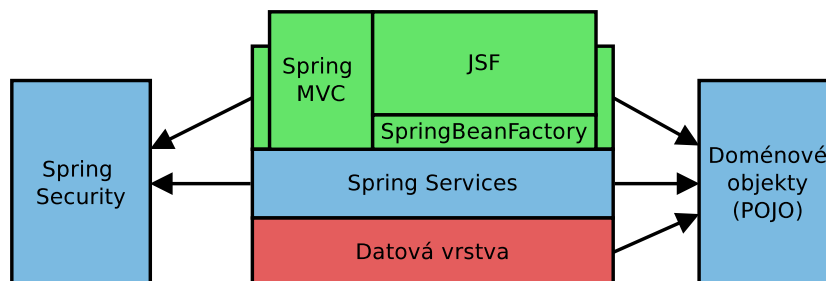 Spring
MVC
JSF
SpringBeanFactory
Spring
Security
Spring Services
Doménové
objekty
(POJO)
Datová vrstva